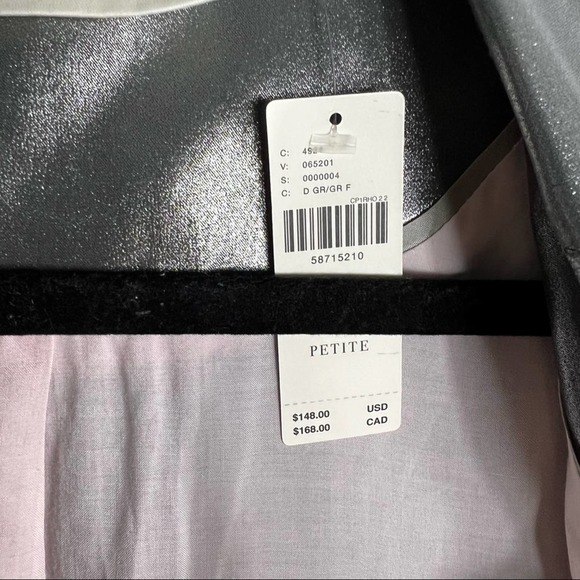 C:
V: 065201
S: 0000004
C: D GR/GR F
CP1RHO22
58715210
PETITE
$148.00 USD
$168.00 CAD